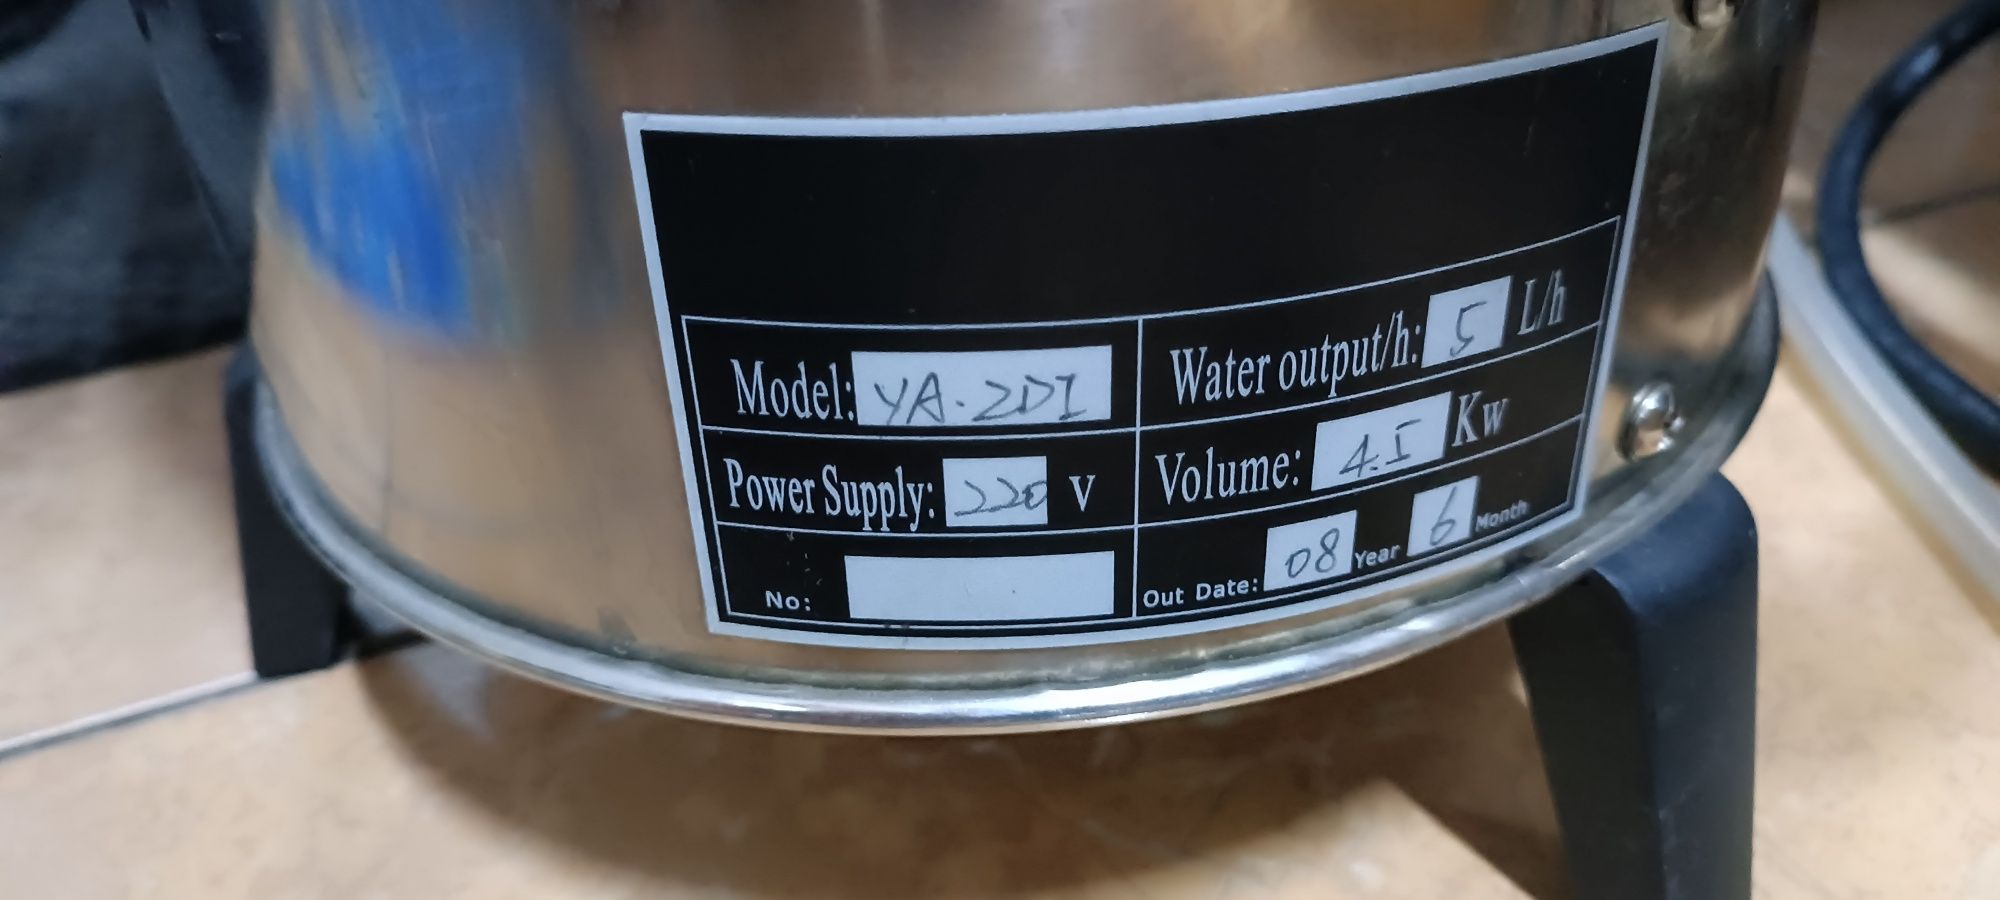 Model: YA.2DI
Water output/h: 5 L/h
Power Supply: 220 V
Volume: 4.5 Kw
No:
Out Date: 08 Year 6 Month